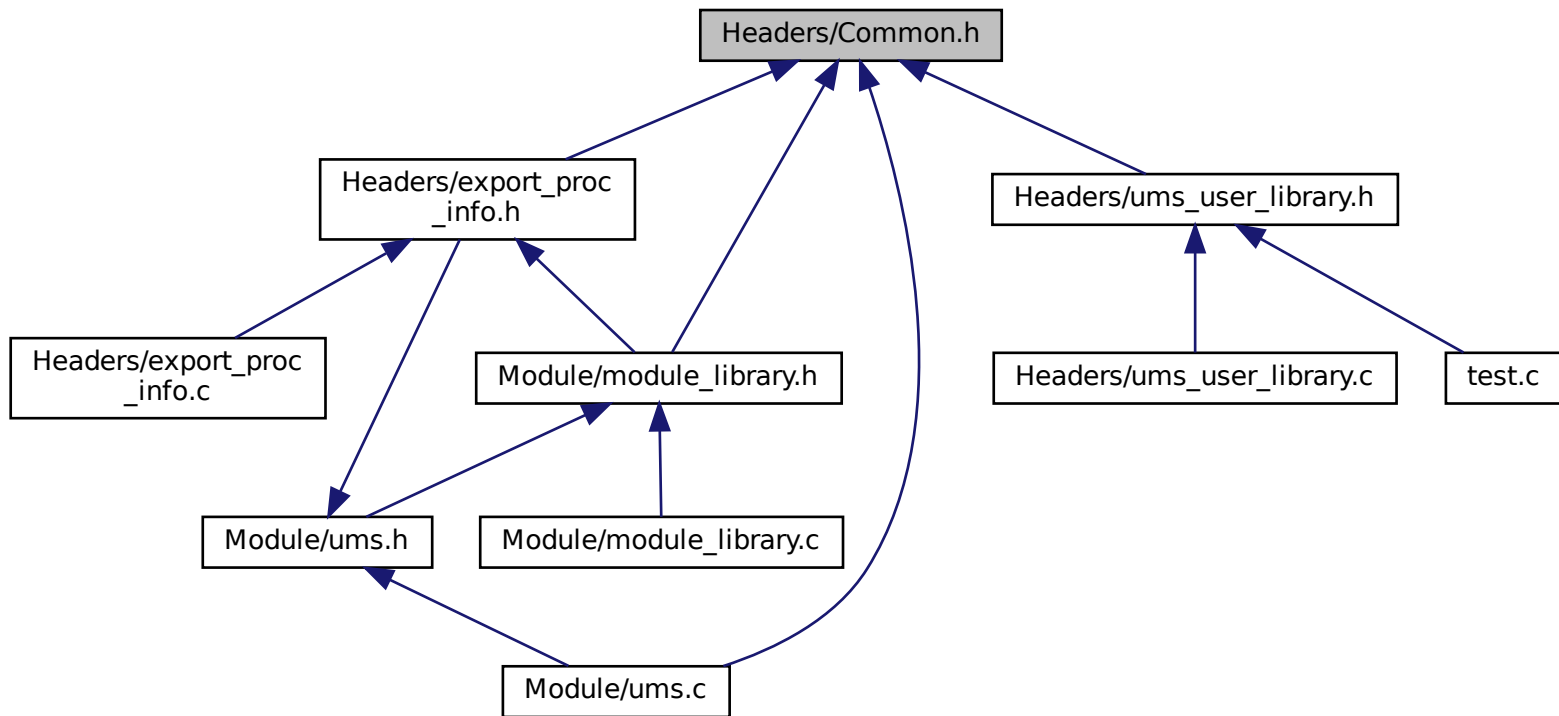 Headers/Common.h
Headers/export_proc
_info.h
Headers/ums_user_library.h
Headers/export_proc
_info.c
Module/module_library.h
Headers/ums_user_library.c
test.c
Module/ums.h
Module/module_library.c
Module/ums.c